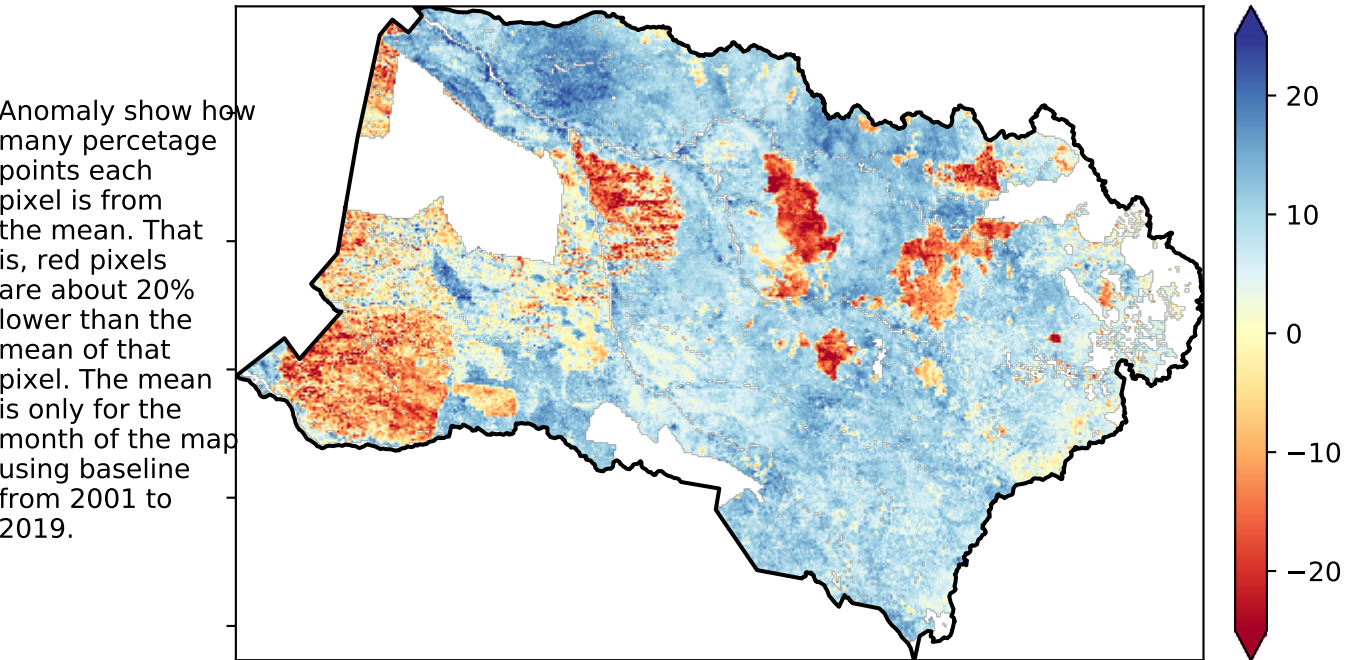 Anomaly show how
many percetage
points each
pixel is from
the mean. That
is, red pixels
are about 20%
lower than the
mean of that
pixel. The mean
is only for the
month of the map
using baseline
from 2001 to
2019.
20
10
0
−10
−20